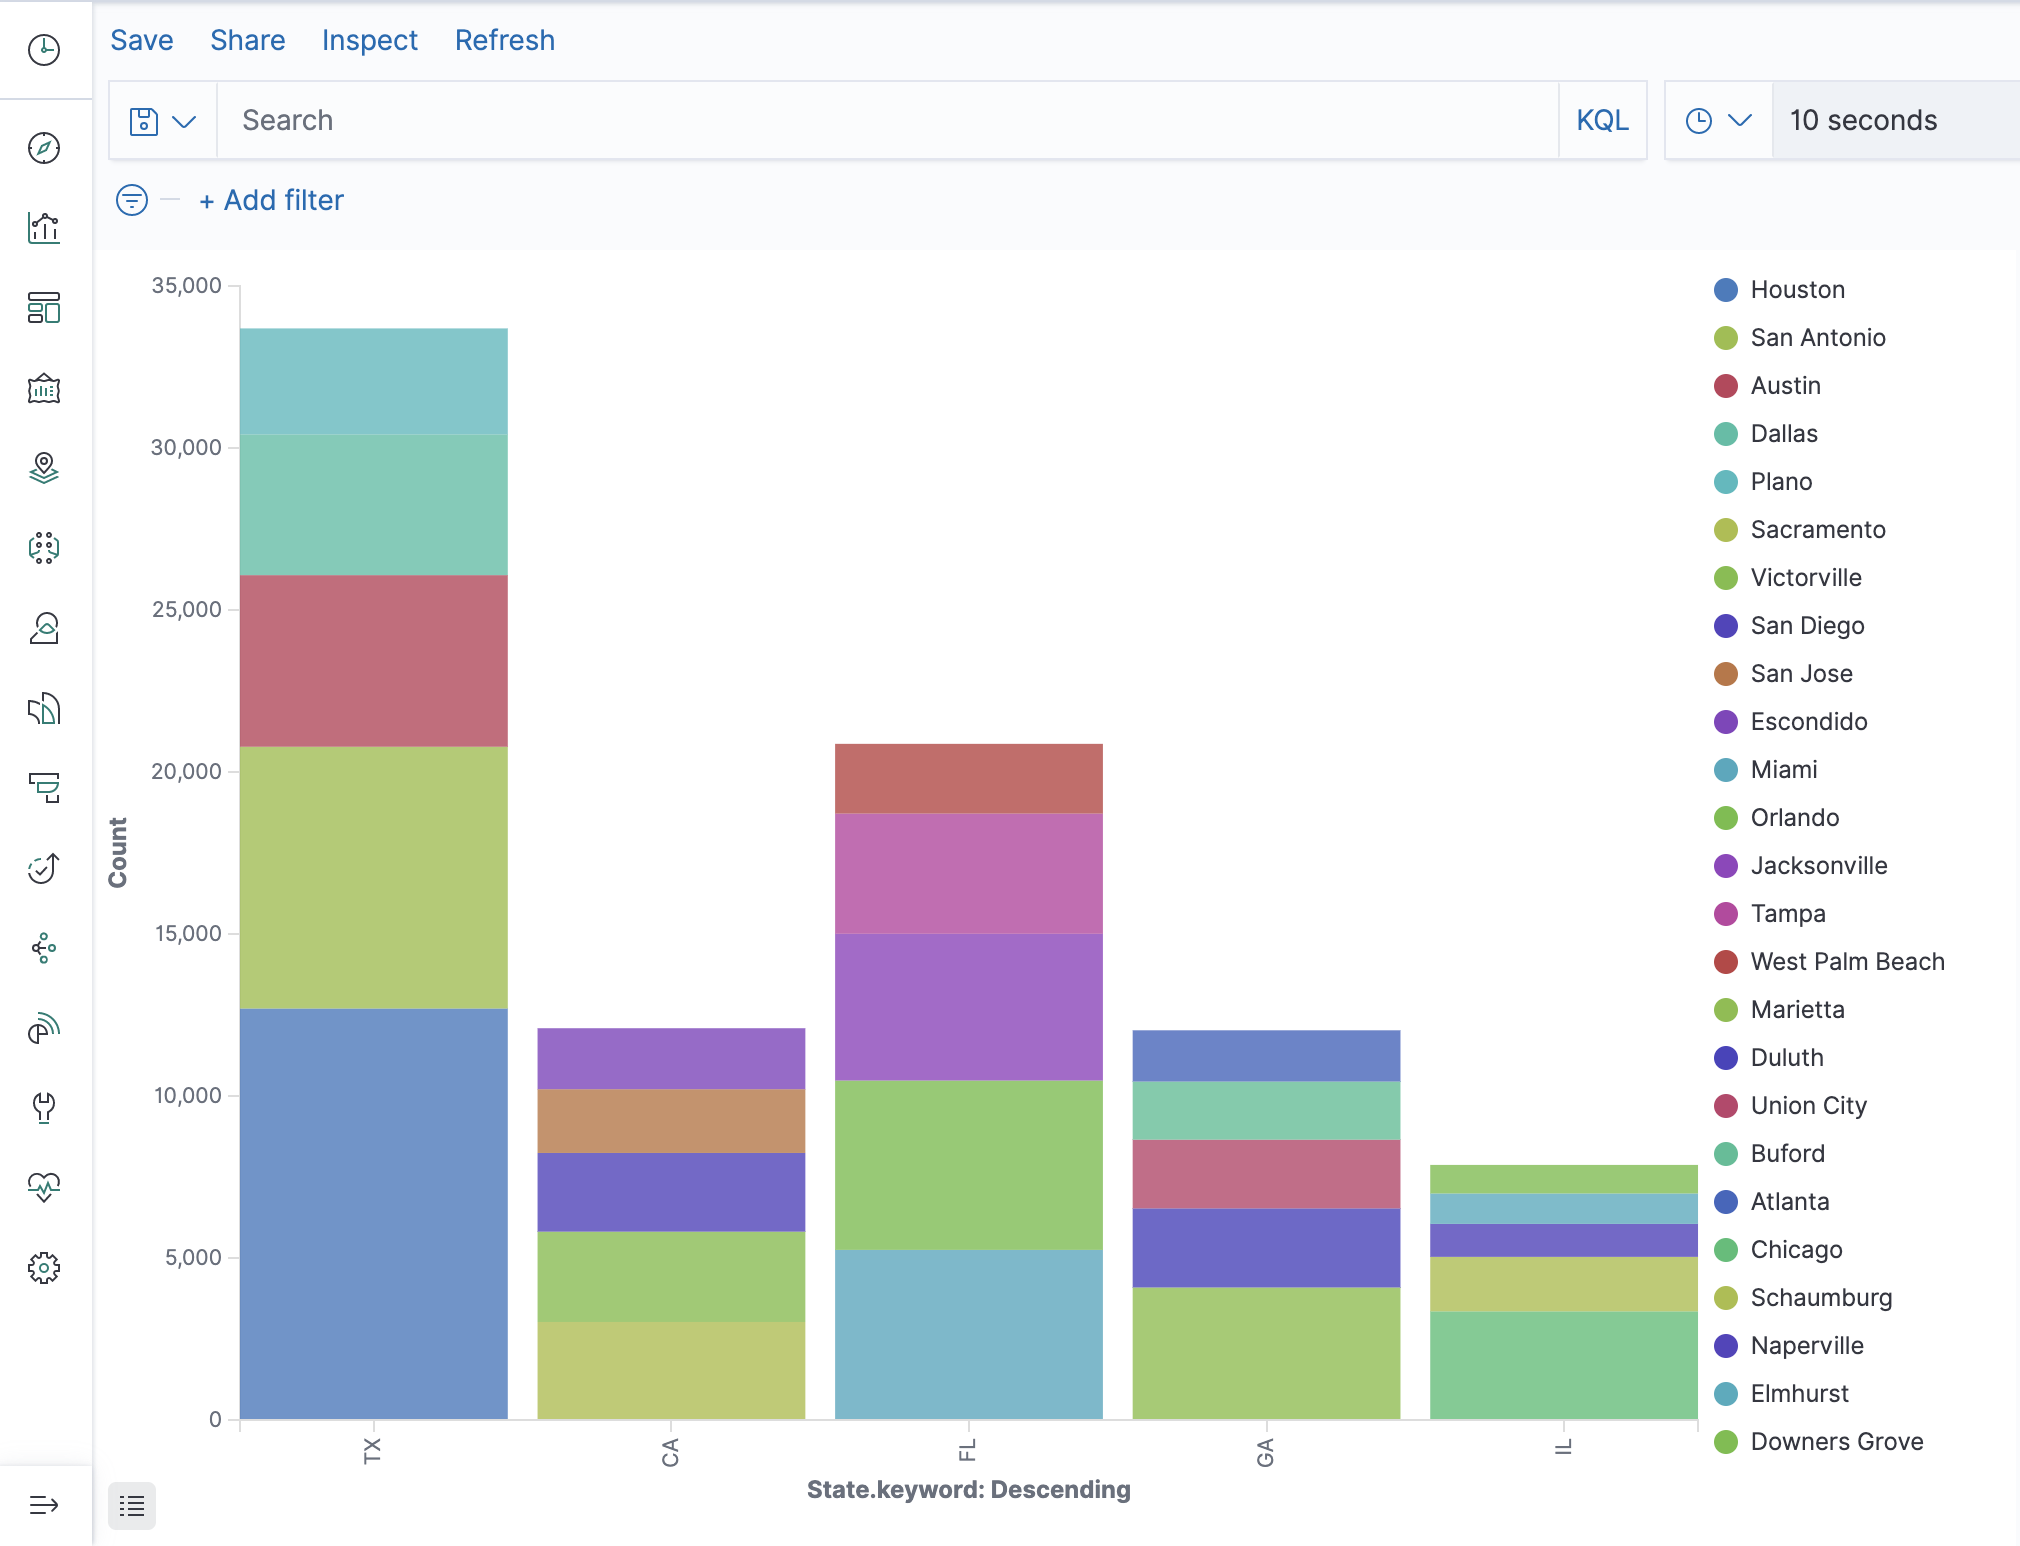 Save Share Inspect Refresh
Search KQL 10 seconds
+ Add filter
35,000
30,000
25,000
20,000
15,000
10,000
5,000
0
Count
TX CA FL GA IL
State.keyword: Descending
Houston
San Antonio
Austin
Dallas
Plano
Sacramento
Victorville
San Diego
San Jose
Escondido
Miami
Orlando
Jacksonville
Tampa
West Palm Beach
Marietta
Duluth
Union City
Buford
Atlanta
Chicago
Schaumburg
Naperville
Elmhurst
Downers Grove